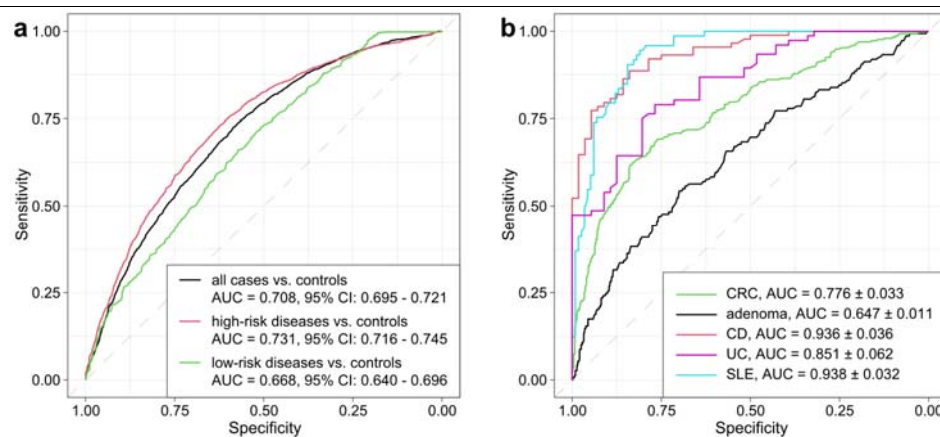 a
1.00
0.75
0.50
0.25
0.00
Sensitivity
1.00 0.75 0.50 0.25 0.00
Specificity
all cases vs. controls
AUC = 0.708, 95% CI: 0.695 - 0.721
high-risk diseases vs. controls
AUC = 0.731, 95% CI: 0.716 - 0.745
low-risk diseases vs. controls
AUC = 0.668, 95% CI: 0.640 - 0.696
b
1.00
0.75
0.50
0.25
0.00
Sensitivity
1.00 0.75 0.50 0.25 0.00
Specificity
CRC, AUC = 0.776 ± 0.033
adenoma, AUC = 0.647 ± 0.011
CD, AUC = 0.936 ± 0.036
UC, AUC = 0.851 ± 0.062
SLE, AUC = 0.938 ± 0.032